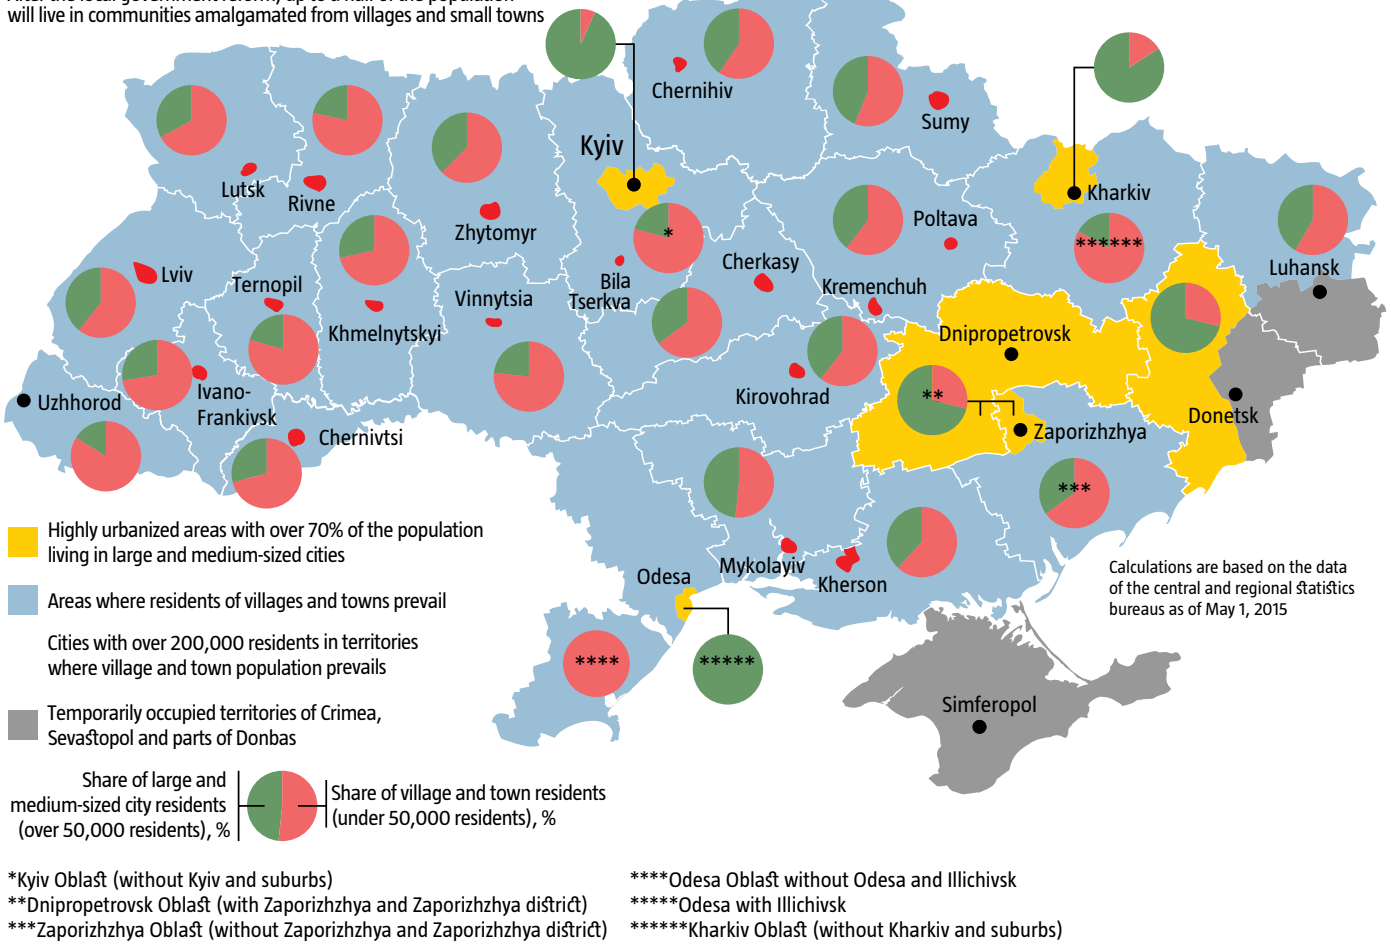 will live in communities amalgamated from villages and small towns
Chernihiv
Sumy
Kyiv
Kharkiv
Lutsk
Rivne
Zhytomyr
*
Poltava
******
Lviv
Ternopil
Khmelnytskyi
Vinnytsia
Bila
Tserkva
Cherkasy
Kremenchuh
Luhansk
Dnipropetrovsk
Kirovohrad
**
Donetsk
Uzhhorod
Ivano-
Frankivsk
Chernivtsi
Zaporizhzhya
***
Highly urbanized areas with over 70% of the population
living in large and medium-sized cities
Areas where residents of villages and towns prevail
Cities with over 200,000 residents in territories
where village and town population prevails
Temporarily occupied territories of Crimea,
Sevastopol and parts of Donbas
Odesa
Mykolayiv
Kherson
****
*****
Simferopol
Calculations are based on the data
of the central and regional statistics
bureaus as of May 1, 2015
Share of large and
medium-sized city residents
(over 50,000 residents), %
Share of village and town residents
(under 50,000 residents), %
*Kyiv Oblast (without Kyiv and suburbs)
**Dnipropetrovsk Oblast (with Zaporizhzhya and Zaporizhzhya district)
***Zaporizhzhya Oblast (without Zaporizhzhya and Zaporizhzhya district)
****Odesa Oblast without Odesa and Illichivsk
*****Odesa with Illichivsk
******Kharkiv Oblast (without Kharkiv and suburbs)